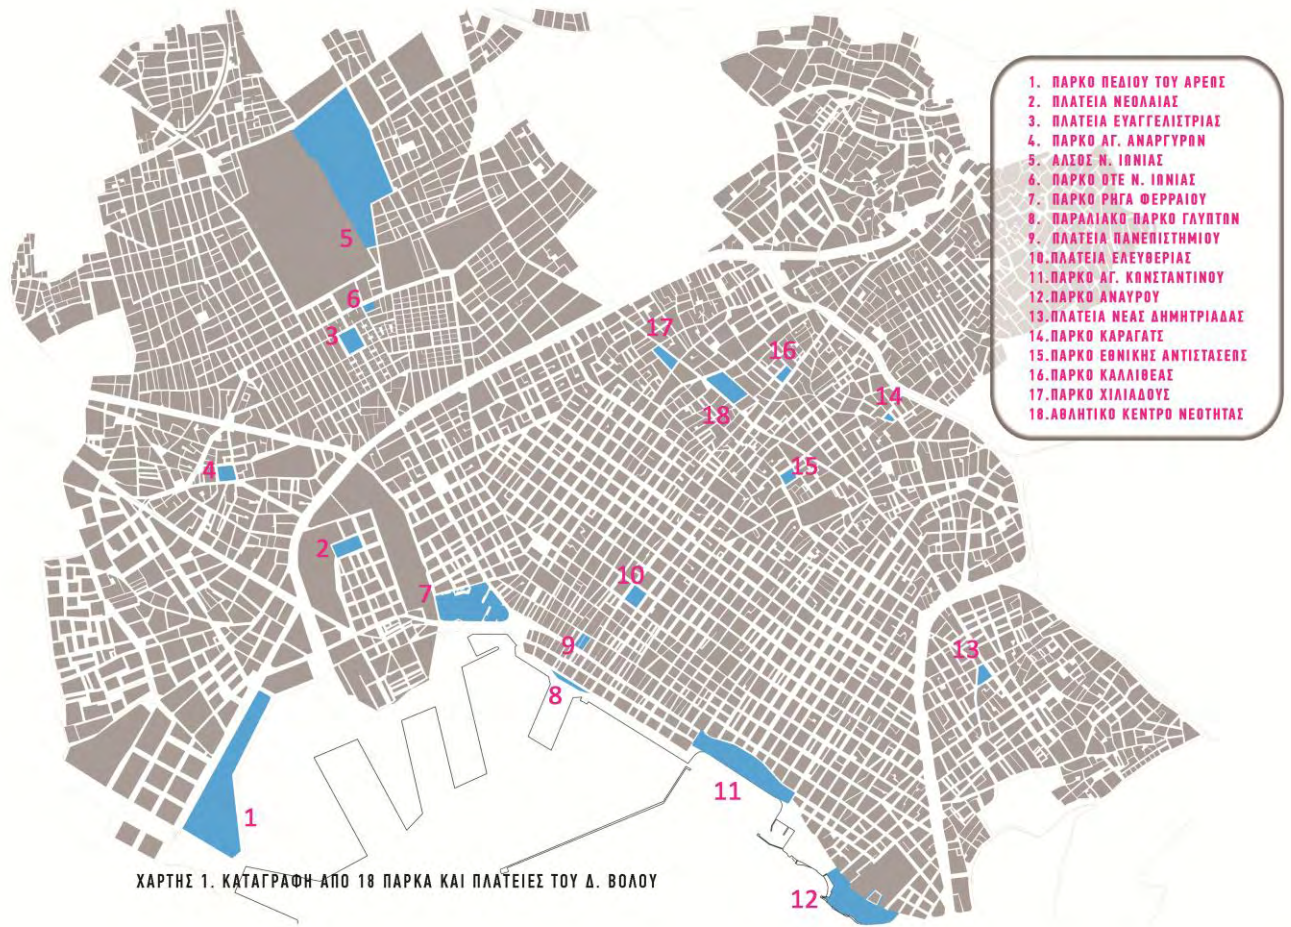 1. ΠΑΡΚΟ ΠΕΔΙΟΥ ΤΟΥ ΑΡΕΩΣ
2. ΠΛΑΤΕΙΑ ΝΕΟΛΑΙΑΣ
3. ΠΛΑΤΕΙΑ ΕΥΑΓΓΕΛΙΣΤΡΙΑΣ
4. ΠΑΡΚΟ ΑΓ. ΑΝΑΡΓΥΡΩΝ
5. ΑΛΣΟΣ Ν. ΙΩΝΙΑΣ
6. ΠΑΡΚΟ ΟΤΕ Ν. ΙΩΝΙΑΣ
7. ΠΑΡΚΟ ΡΗΓΑ ΦΕΡΡΑΙΟΥ
8. ΠΑΡΑΛΙΑΚΟ ΠΑΡΚΟ ΓΛΥΠΤΩΝ
9. ΠΛΑΤΕΙΑ ΠΑΝΕΠΙΣΤΗΜΙΟΥ
10. ΠΛΑΤΕΙΑ ΕΛΕΥΘΕΡΙΑΣ
11. ΠΑΡΚΟ ΑΓ. ΚΩΝΣΤΑΝΤΙΝΟΥ
12. ΠΑΡΚΟ ΑΝΑΥΡΟΥ
13. ΠΛΑΤΕΙΑ ΝΕΑΣ ΔΗΜΗΤΡΙΑΔΑΣ
14. ΠΑΡΚΟ ΚΑΡΑΓΑΤΣ
15. ΠΑΡΚΟ ΕΘΝΙΚΗΣ ΑΝΤΙΣΤΑΣΕΩΣ
16. ΠΑΡΚΟ ΚΑΛΛΙΘΕΑΣ
17. ΠΑΡΚΟ ΧΙΛΙΑΔΟΥΣ
18. ΑΘΛΗΤΙΚΟ ΚΕΝΤΡΟ ΝΕΟΤΗΤΑΣ
5
6
3
17
16
18
14
4
15
2
7
10
9
13
8
11
1
12
ΧΑΡΤΗΣ 1. ΚΑΤΑΓΡΑΦΗ ΑΠΟ 18 ΠΑΡΚΑ ΚΑΙ ΠΛΑΤΕΙΕΣ ΤΟΥ Δ. ΒΟΛΟΥ